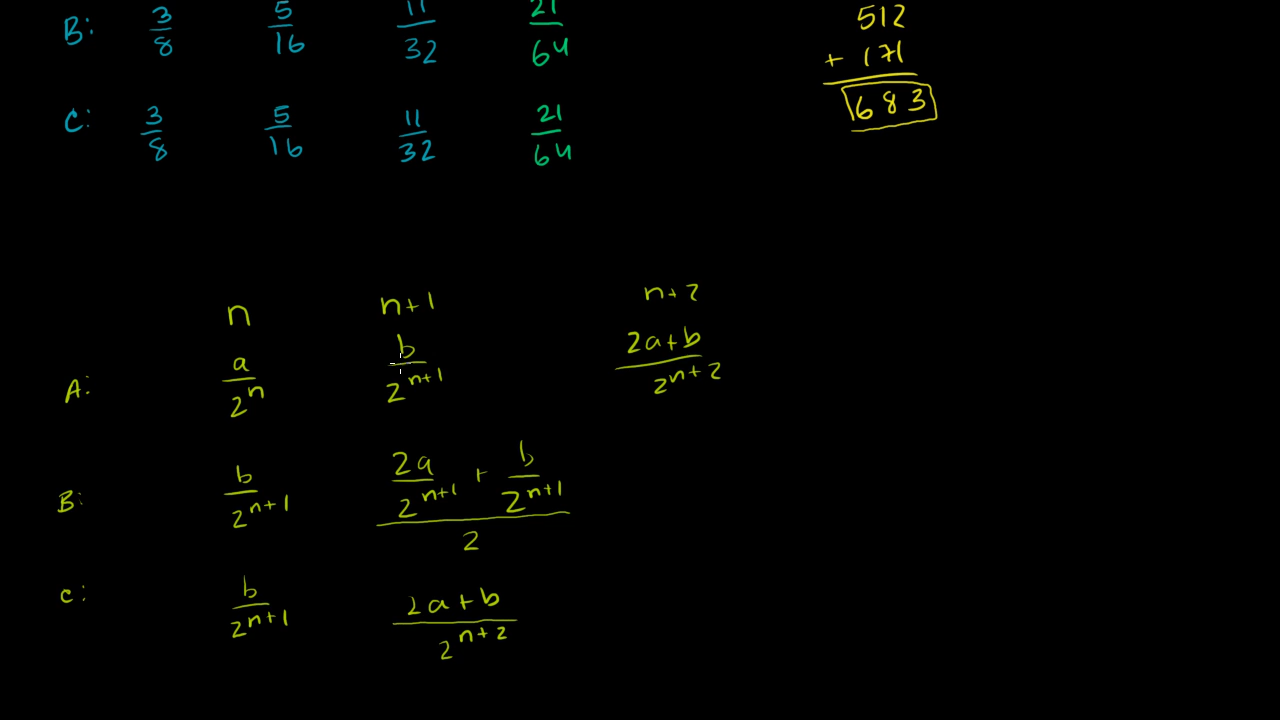 B: 3/8 5/16 11/32 21/64
C: 3/8 5/16 11/32 21/64
512
+ 171
683
n n+1 n+2
A: a/2^n b/2^(n+1) (2a+b)/2^(n+2)
B: b/2^(n+1) (2a/2^(n+1) + b/2^(n+1))/2
c: b/2^(n+1) (2a+b)/2^(n+2)